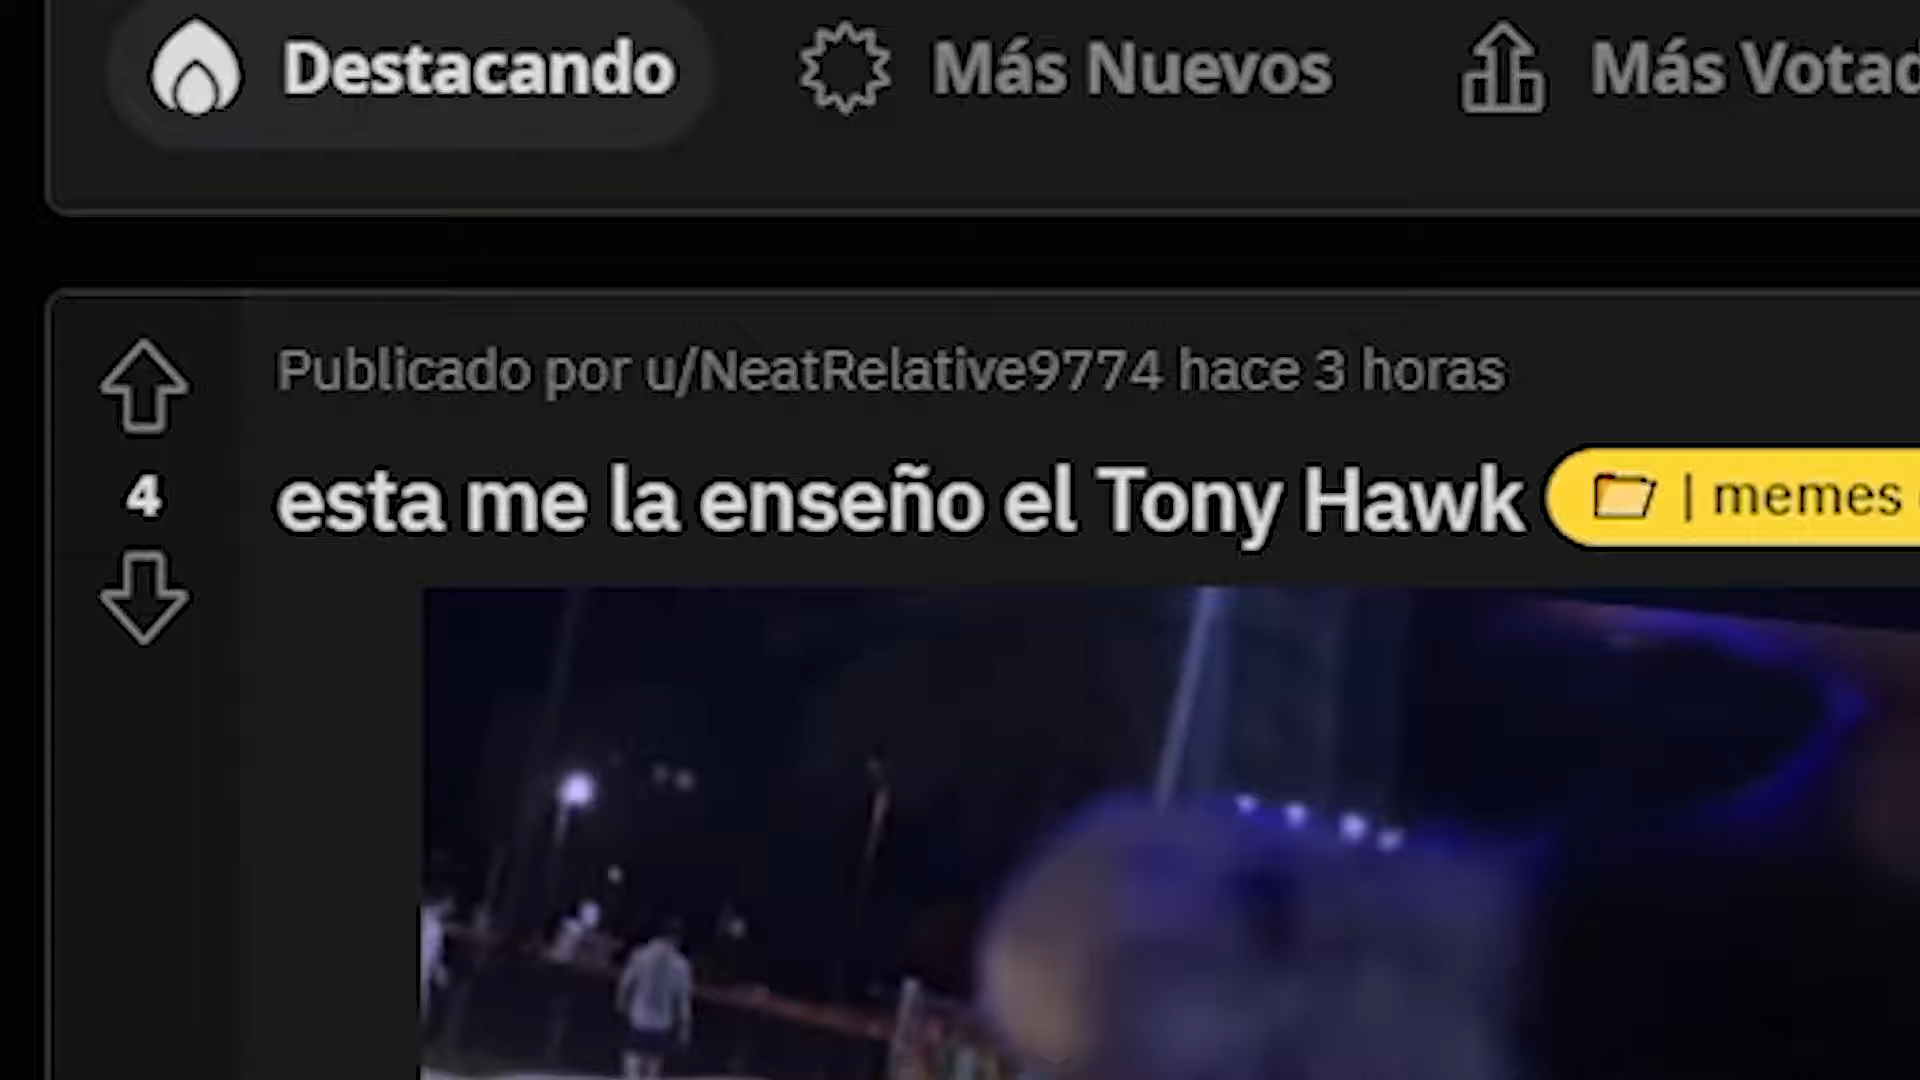 Destacando Más Nuevos Más Votad
Publicado por u/NeatRelative9774 hace 3 horas
4
esta me la enseño el Tony Hawk | memes